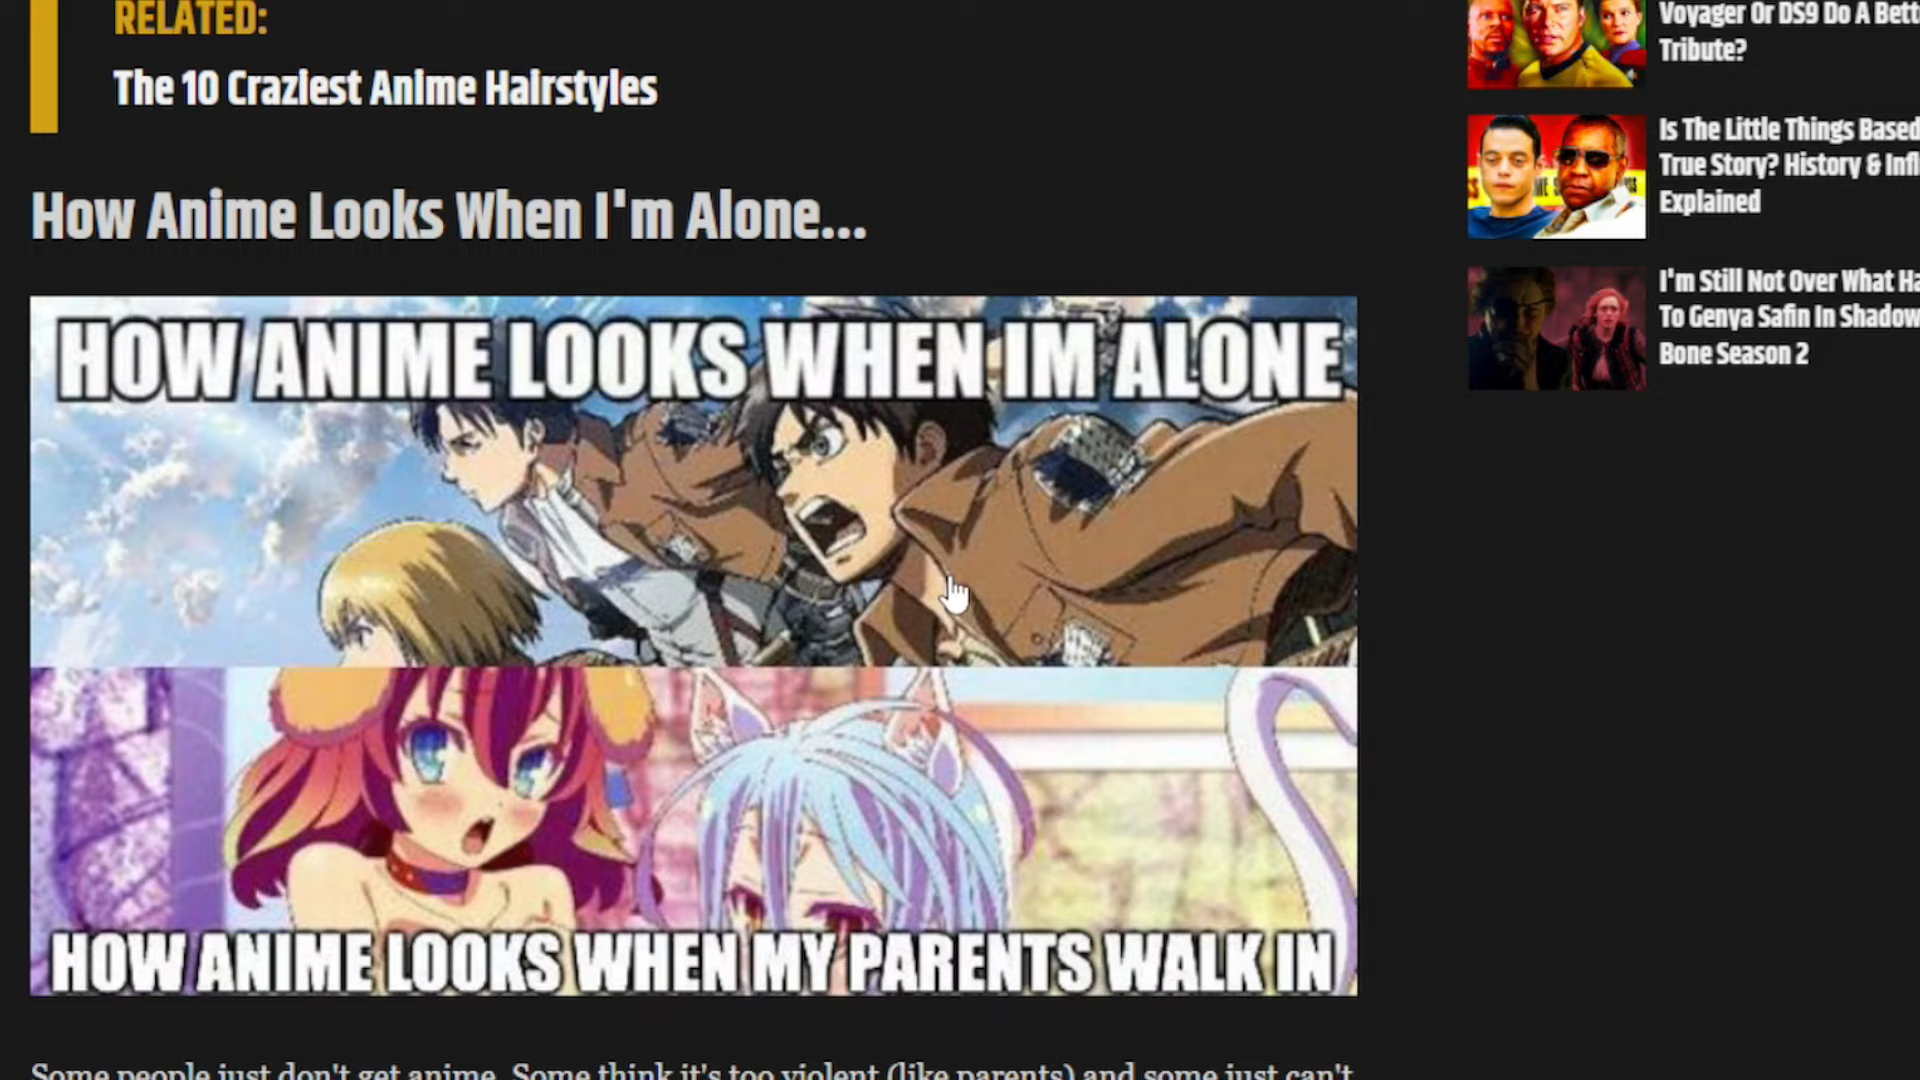 RELATED:
The 10 Craziest Anime Hairstyles
How Anime Looks When I'm Alone...
HOW ANIME LOOKS WHEN IM ALONE
HOW ANIME LOOKS WHEN MY PARENTS WALK IN
Some people just don't get anime. Some think it's too violent (like parents) and some just can't
Voyager Or DS9 Do A Bett
Tribute?
Is The Little Things Based
True Story? History & Infl
Explained
I'm Still Not Over What Ha
To Genya Safin In Shadow
Bone Season 2